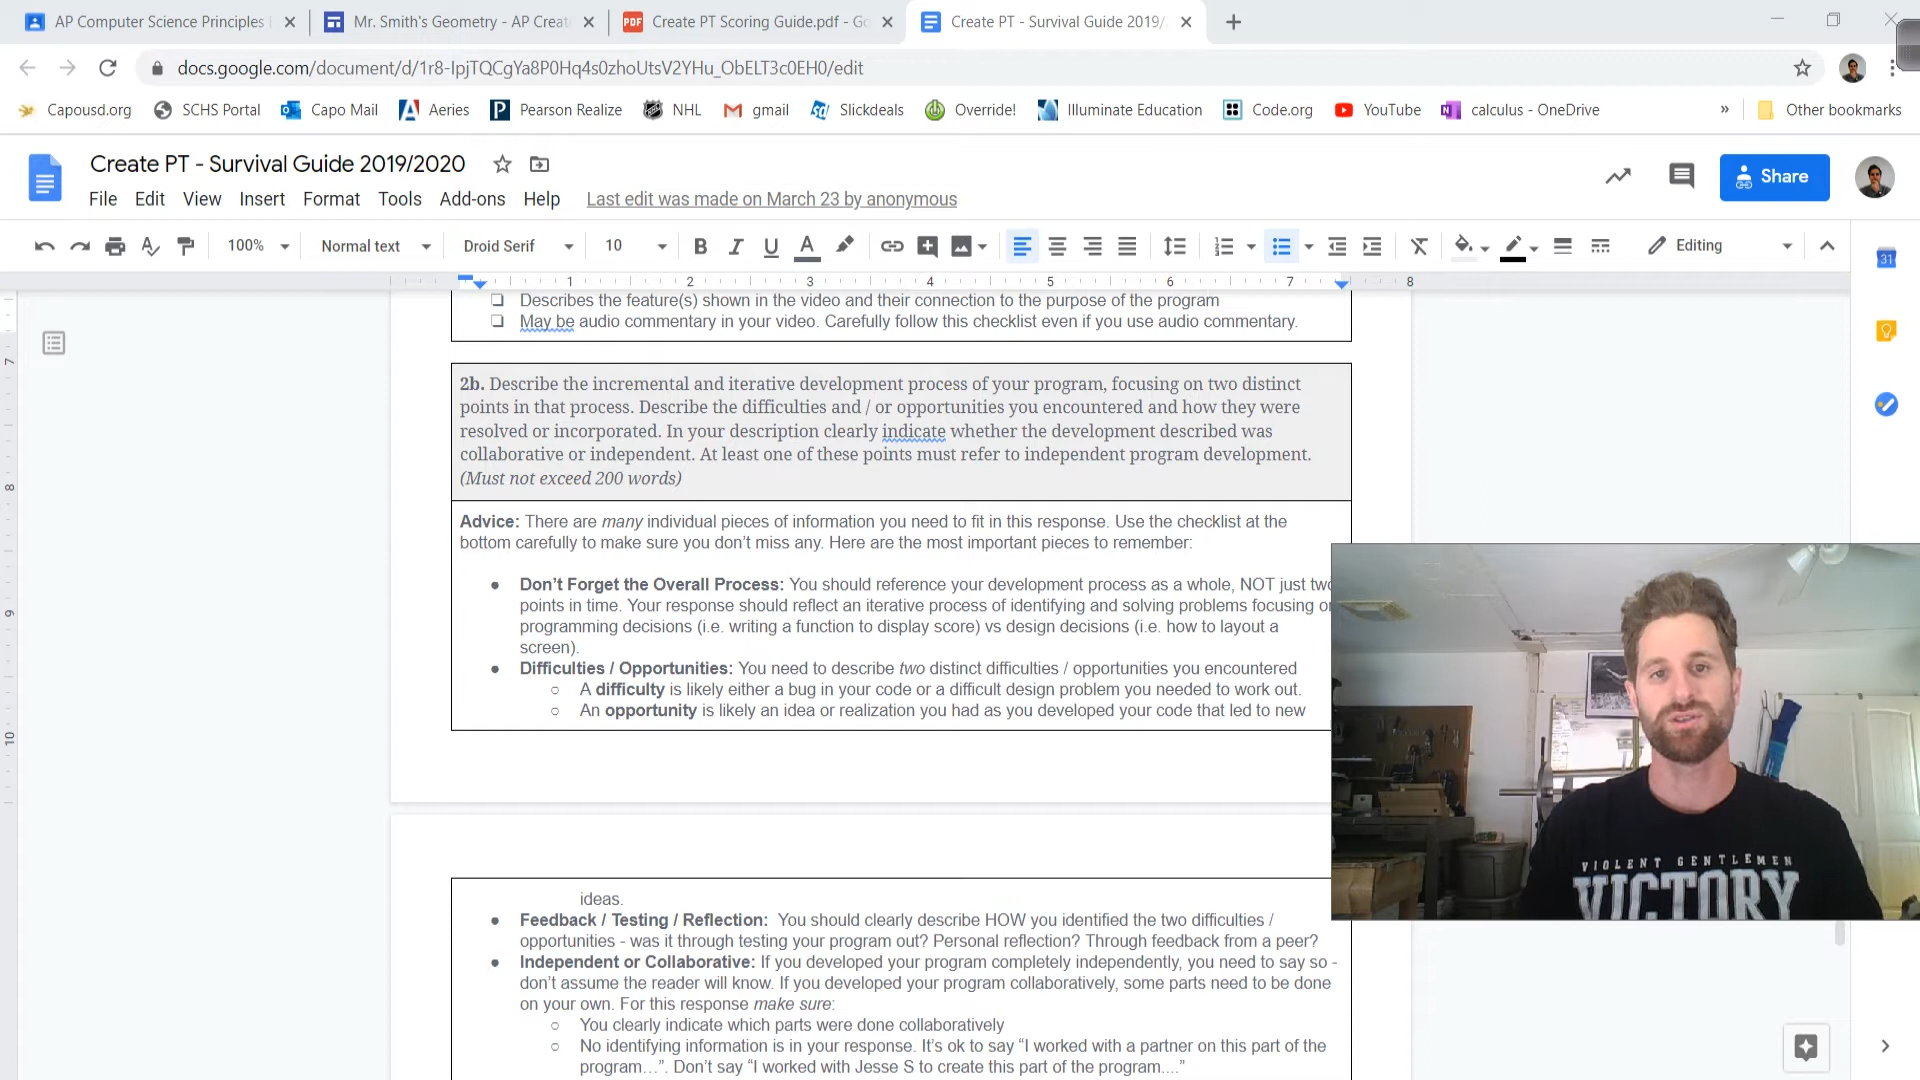 AP Computer Science Principles
Mr. Smith's Geometry - AP Creat
Create PT Scoring Guide.pdf - Go
Create PT - Survival Guide 2019/
docs.google.com/document/d/1r8-IpjTQCgYa8P0Hq4s0zhoUtsV2YHu_ObELT3c0EH0/edit
Capousd.org SCHS Portal Capo Mail Aeries Pearson Realize NHL gmail Slickdeals Override! Illuminate Education Code.org YouTube calculus - OneDrive » Other bookmarks
Create PT - Survival Guide 2019/2020
Share
File Edit View Insert Format Tools Add-ons Help Last edit was made on March 23 by anonymous
100% Normal text Droid Serif 10 B I U A Editing
31
1 2 3 4 5 6 7 8
❏ Describes the feature(s) shown in the video and their connection to the purpose of the program
❏ May be audio commentary in your video. Carefully follow this checklist even if you use audio commentary.
7
2b. Describe the incremental and iterative development process of your program, focusing on two distinct
points in that process. Describe the difficulties and / or opportunities you encountered and how they were
resolved or incorporated. In your description clearly indicate whether the development described was
collaborative or independent. At least one of these points must refer to independent program development.
(Must not exceed 200 words)
8
Advice: There are many individual pieces of information you need to fit in this response. Use the checklist at the
bottom carefully to make sure you don't miss any. Here are the most important pieces to remember:
● Don't Forget the Overall Process: You should reference your development process as a whole, NOT just two
points in time. Your response should reflect an iterative process of identifying and solving problems focusing on
9
programming decisions (i.e. writing a function to display score) vs design decisions (i.e. how to layout a
screen).
● Difficulties / Opportunities: You need to describe two distinct difficulties / opportunities you encountered
○ A difficulty is likely either a bug in your code or a difficult design problem you needed to work out.
○ An opportunity is likely an idea or realization you had as you developed your code that led to new
10
ideas.
● Feedback / Testing / Reflection: You should clearly describe HOW you identified the two difficulties /
opportunities - was it through testing your program out? Personal reflection? Through feedback from a peer?
● Independent or Collaborative: If you developed your program completely independently, you need to say so -
don't assume the reader will know. If you developed your program collaboratively, some parts need to be done
on your own. For this response make sure:
○ You clearly indicate which parts were done collaboratively
○ No identifying information is in your response. It's ok to say “I worked with a partner on this part of the
program…”. Don't say “I worked with Jesse S to create this part of the program....”
VIOLENT GENTLEMEN
VICTORY